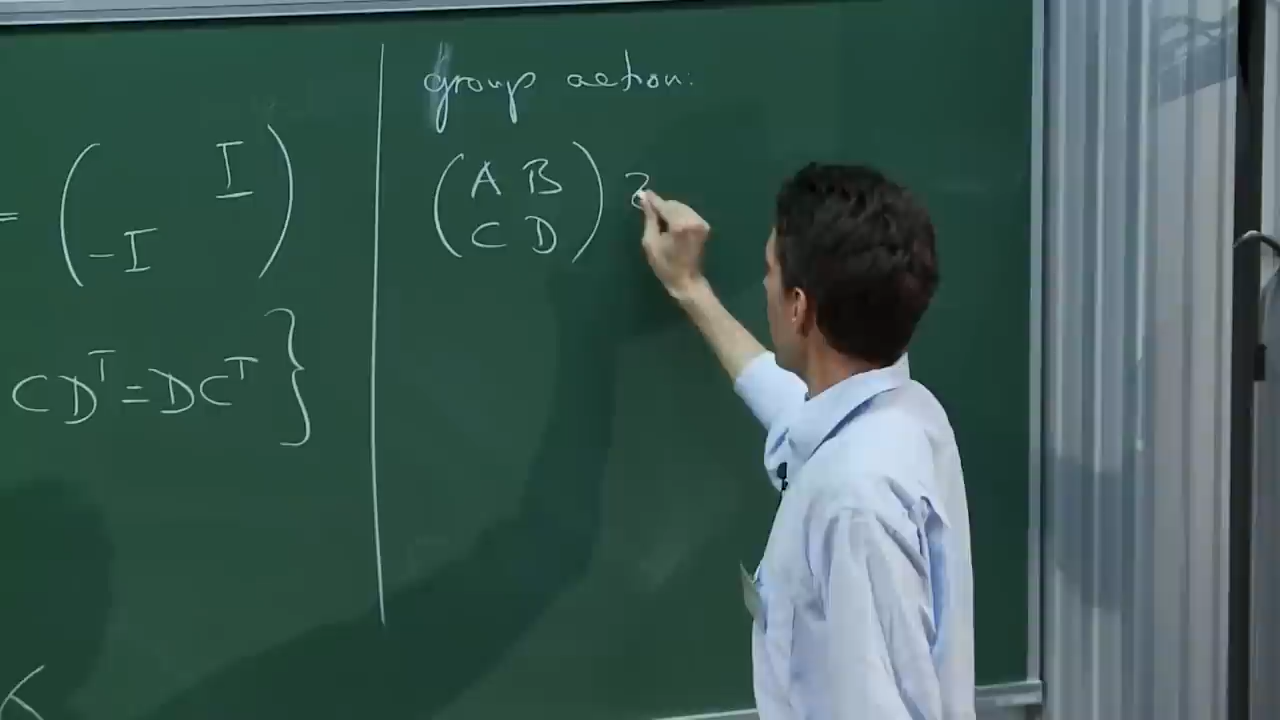 = ( I
-I )
CD^T = DC^T }
K
group action:
( A B
C D ) Z